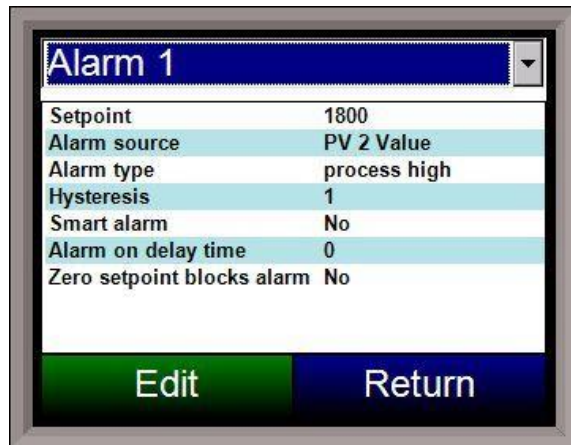 Alarm 1
Setpoint 1800
Alarm source PV 2 Value
Alarm type process high
Hysteresis 1
Smart alarm No
Alarm on delay time 0
Zero setpoint blocks alarm No
Edit Return